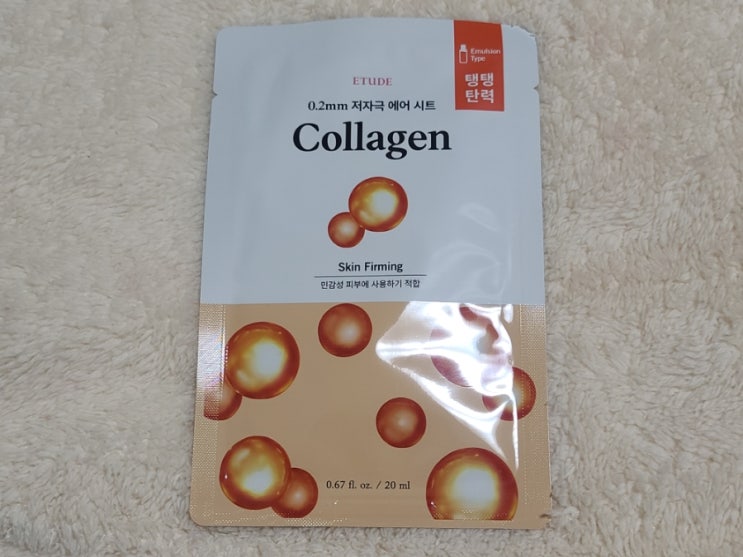 Emulsion
Type
탱탱
탄력
ETUDE
0.2mm 저자극 에어 시트
Collagen
Skin Firming
민감성 피부에 사용하기 적합
0.67 fl. oz. / 20 ml